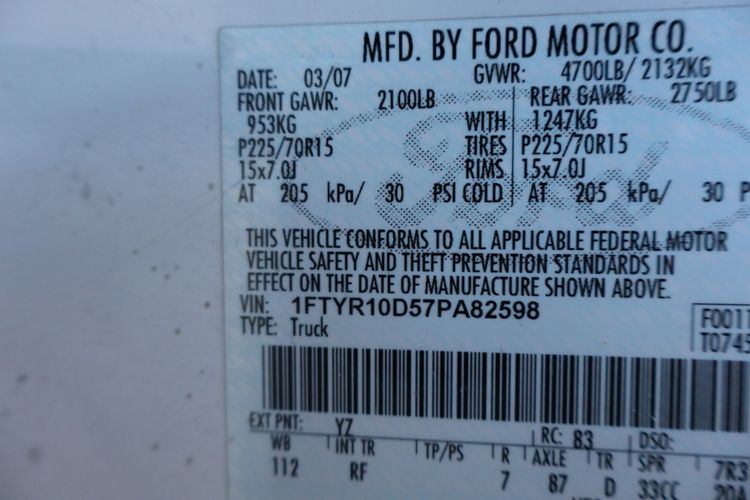 MFD. BY FORD MOTOR CO.
DATE: 03/07 GVWR: 4700LB/ 2132KG
FRONT GAWR: 2100LB REAR GAWR: 2750LB
953KG WITH 1247KG
P225/70R15 TIRES P225/70R15
15x7.0J RIMS 15x7.0J
AT 205 kPa/ 30 PSI COLD AT 205 kPa/ 30 P
THIS VEHICLE CONFORMS TO ALL APPLICABLE FEDERAL MOTOR
VEHICLE SAFETY AND THEFT PREVENTION STANDARDS IN
EFFECT ON THE DATE OF MANUFACTURE SHOWN ABOVE.
VIN: 1FTYR10D57PA82598
TYPE: Truck
F0011
T0745
EXT PNT: YZ RC: 83 DSO:
WB INT TR TP/PS R AXLE TR SPR
112 RF 7 87 D 33CC 7R3